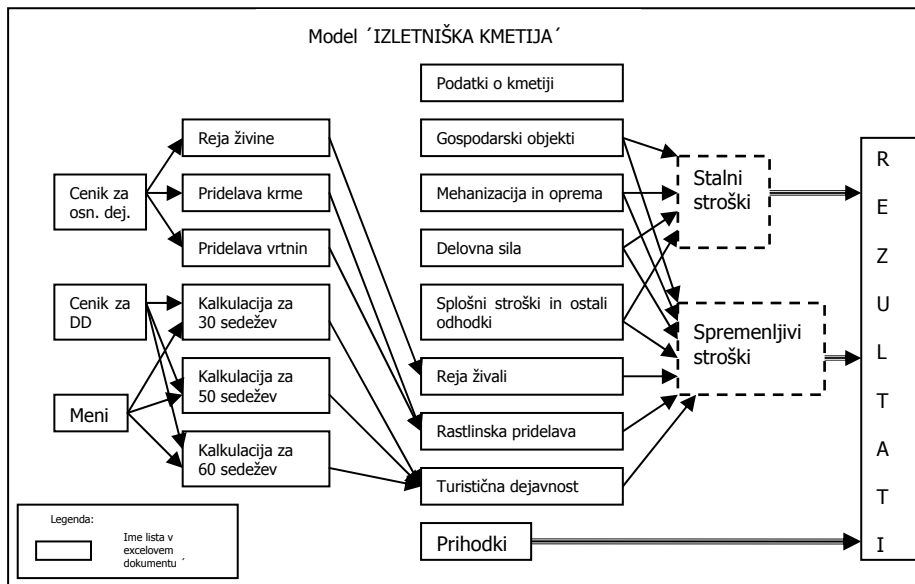 Model ´IZLETNIŠKA KMETIJA´
Podatki o kmetiji
Reja živine
Gospodarski objekti
Cenik za
osn. dej.
Pridelava krme
Mehanizacija in oprema
Stalni
stroški
Pridelava vrtnin
Delovna sila
Cenik za
DD
Kalkulacija za
30 sedežev
Splošni stroški in ostali
odhodki
Spremenljivi
stroški
Kalkulacija za
50 sedežev
Reja živali
Meni
Kalkulacija za
60 sedežev
Rastlinska pridelava
Turistična dejavnost
Prihodki
R
E
Z
U
L
T
A
T
I
Legenda:
Ime lista v
excelovem
dokumentu ´